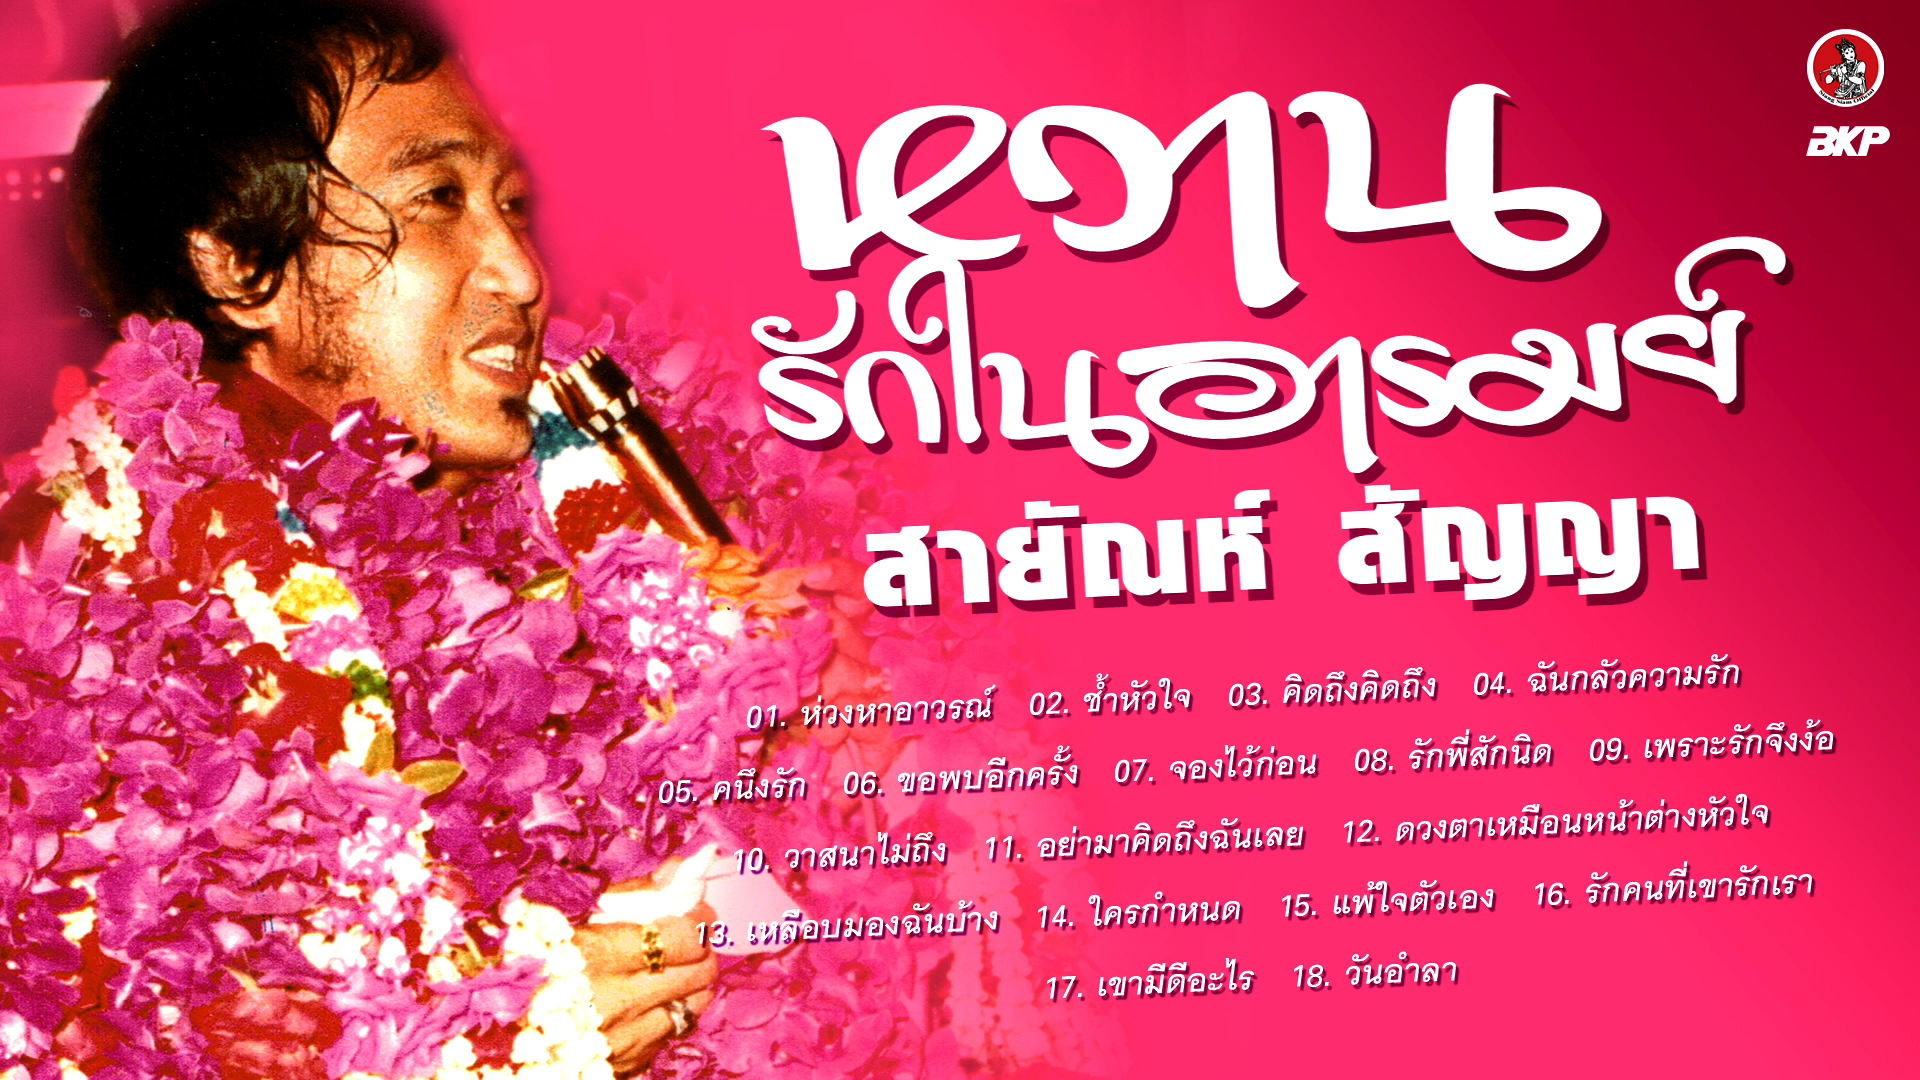 หวาน
รักในอารมย์
สายัณห์ สัญญา
01. ห่วงหาอาวรณ์ 02. ช้ำหัวใจ 03. คิดถึงคิดถึง 04. ฉันกลัวความรัก
05. คนึงรัก 06. ขอพบอีกครั้ง 07. จองไว้ก่อน 08. รักพี่สักนิด 09. เพราะรักจึงง้อ
10. วาสนาไม่ถึง 11. อย่ามาคิดถึงฉันเลย 12. ดวงตาเหมือนหน้าต่างหัวใจ
13. เหลือบมองฉันบ้าง 14. ใครกำหนด 15. แพ้ใจตัวเอง 16. รักคนที่เขารักเรา
17. เขามีดีอะไร 18. วันอำลา
Siang Siam Official
BKP